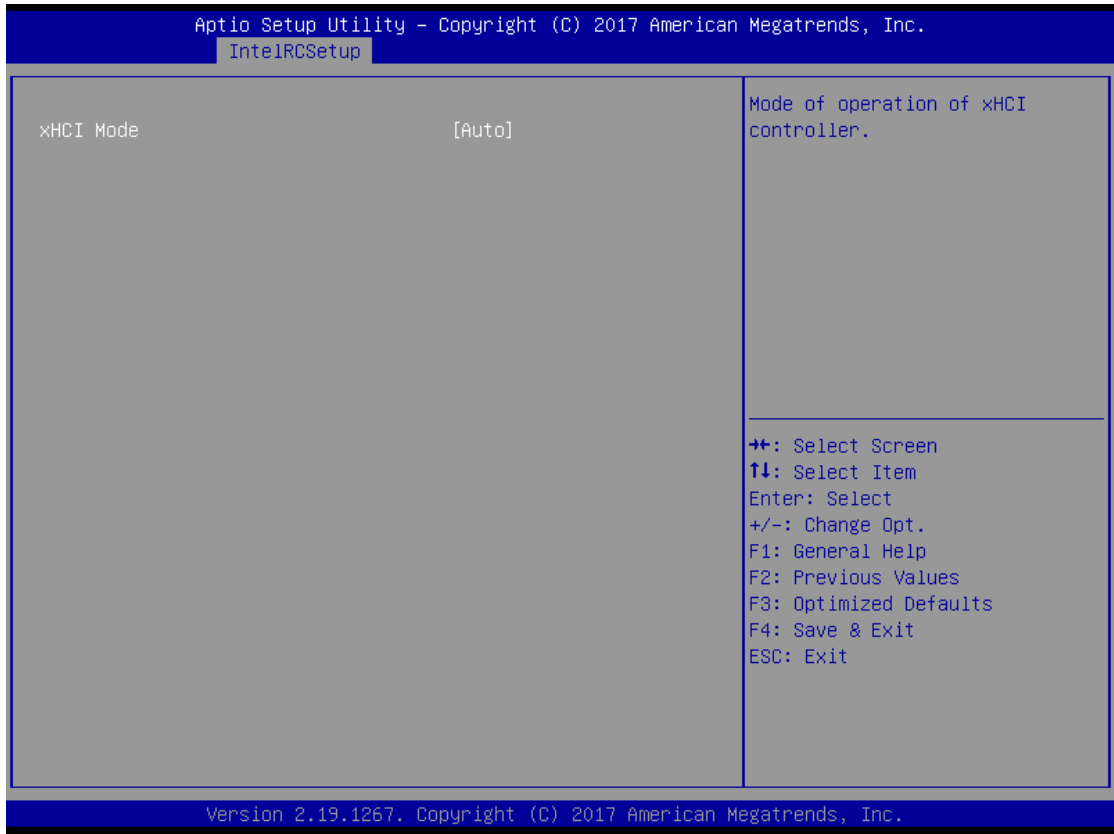 Aptio Setup Utility – Copyright (C) 2017 American Megatrends, Inc.
IntelRCSetup
xHCI Mode [Auto]
Mode of operation of xHCI
controller.
→←: Select Screen
↑↓: Select Item
Enter: Select
+/-: Change Opt.
F1: General Help
F2: Previous Values
F3: Optimized Defaults
F4: Save & Exit
ESC: Exit
Version 2.19.1267. Copyright (C) 2017 American Megatrends, Inc.